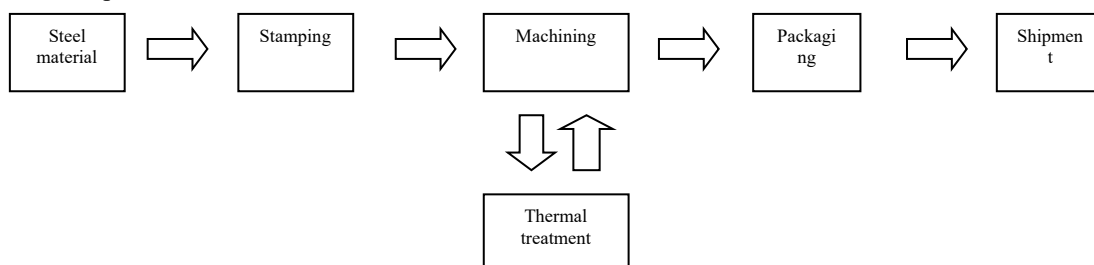 Steel
material
Stamping
Machining
Packagi
ng
Shipmen
t
Thermal
treatment